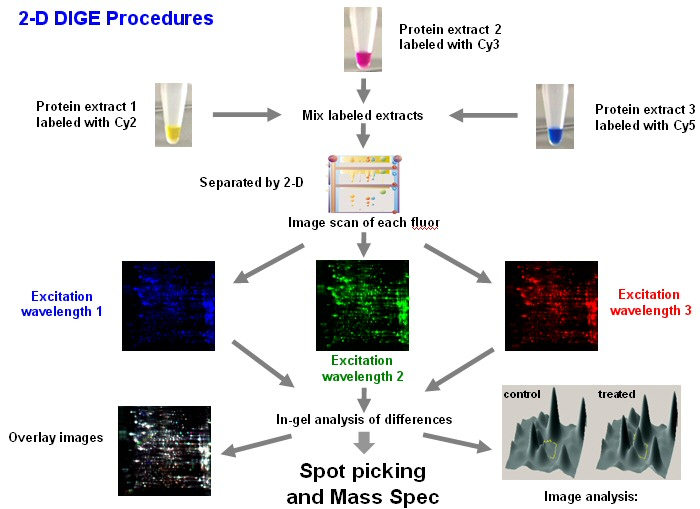 2-D DIGE Procedures
Protein extract 2
labeled with Cy3
Protein extract 1
labeled with Cy2
Mix labeled extracts
Protein extract 3
labeled with Cy5
Separated by 2-D
Image scan of each fluor
Excitation
wavelength 1
Excitation
wavelength 2
Excitation
wavelength 3
In-gel analysis of differences
control
treated
Overlay images
Spot picking
and Mass Spec
Image analysis: